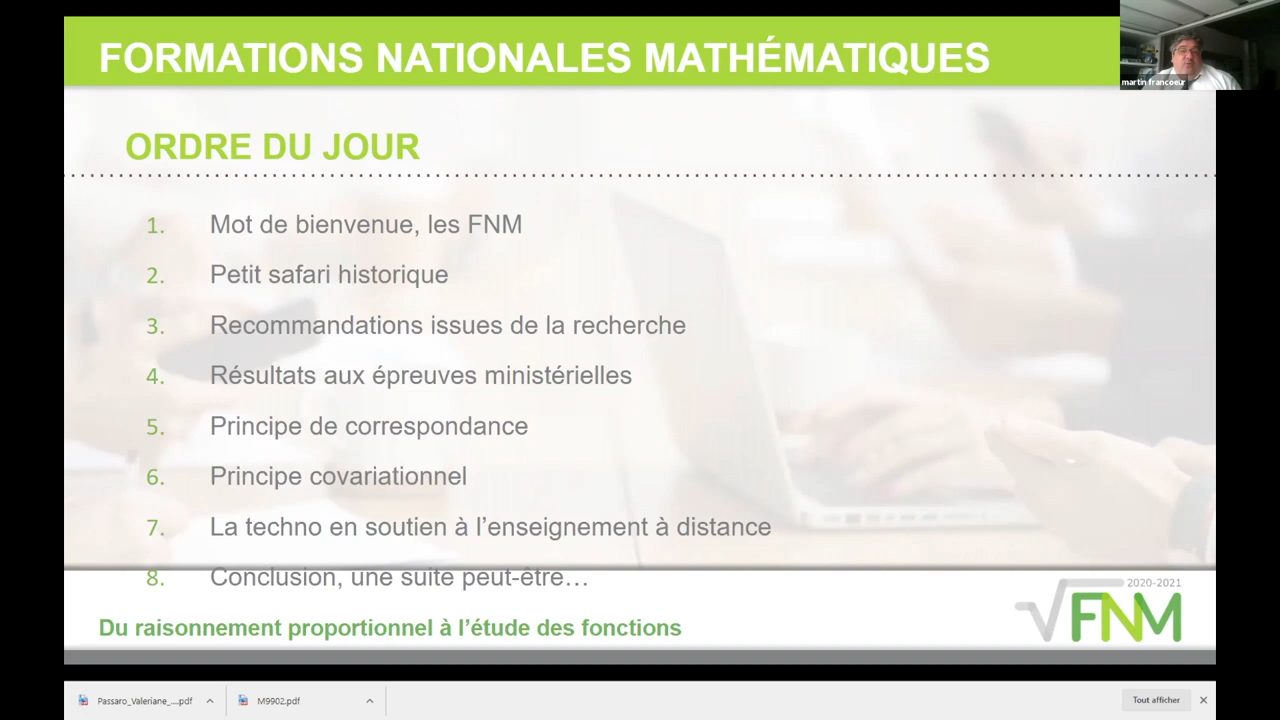 FORMATIONS NATIONALES MATHÉMATIQUES
martin francoeur
ORDRE DU JOUR
1. Mot de bienvenue, les FNM
2. Petit safari historique
3. Recommandations issues de la recherche
4. Résultats aux épreuves ministérielles
5. Principe de correspondance
6. Principe covariationnel
7. La techno en soutien à l’enseignement à distance
8. Conclusion, une suite peut-être…
2020-2021
√FNM
Du raisonnement proportionnel à l’étude des fonctions
Passaro_Valeriane_....pdf
M9902.pdf
Tout afficher